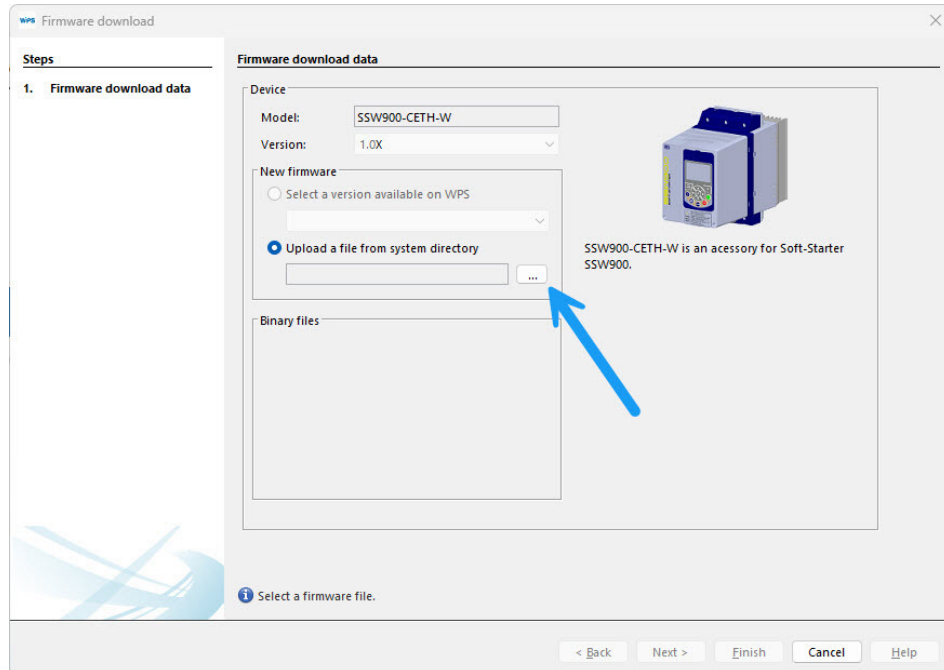 WPS Firmware download
Steps
1. Firmware download data
Firmware download data
Device
Model: SSW900-CETH-W
Version: 1.0X
New firmware
Select a version available on WPS
Upload a file from system directory
...
Binary files
SSW900-CETH-W is an acessory for Soft-Starter
SSW900.
Select a firmware file.
< Back Next > Finish Cancel Help